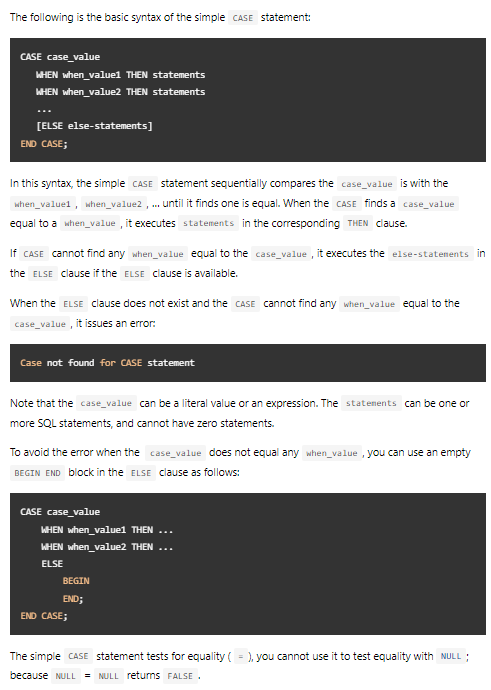 The following is the basic syntax of the simple CASE statement:
CASE case_value
WHEN when_value1 THEN statements
WHEN when_value2 THEN statements
...
[ELSE else-statements]
END CASE;
In this syntax, the simple CASE statement sequentially compares the case_value is with the
when_value1 , when_value2 , ... until it finds one is equal. When the CASE finds a case_value
equal to a when_value , it executes statements in the corresponding THEN clause.
If CASE cannot find any when_value equal to the case_value , it executes the else-statements in
the ELSE clause if the ELSE clause is available.
When the ELSE clause does not exist and the CASE cannot find any when_value equal to the
case_value , it issues an error:
Case not found for CASE statement
Note that the case_value can be a literal value or an expression. The statements can be one or
more SQL statements, and cannot have zero statements.
To avoid the error when the case_value does not equal any when_value , you can use an empty
BEGIN END block in the ELSE clause as follows:
CASE case_value
WHEN when_value1 THEN ...
WHEN when_value2 THEN ...
ELSE
BEGIN
END;
END CASE;
The simple CASE statement tests for equality ( = ), you cannot use it to test equality with NULL ;
because NULL = NULL returns FALSE .